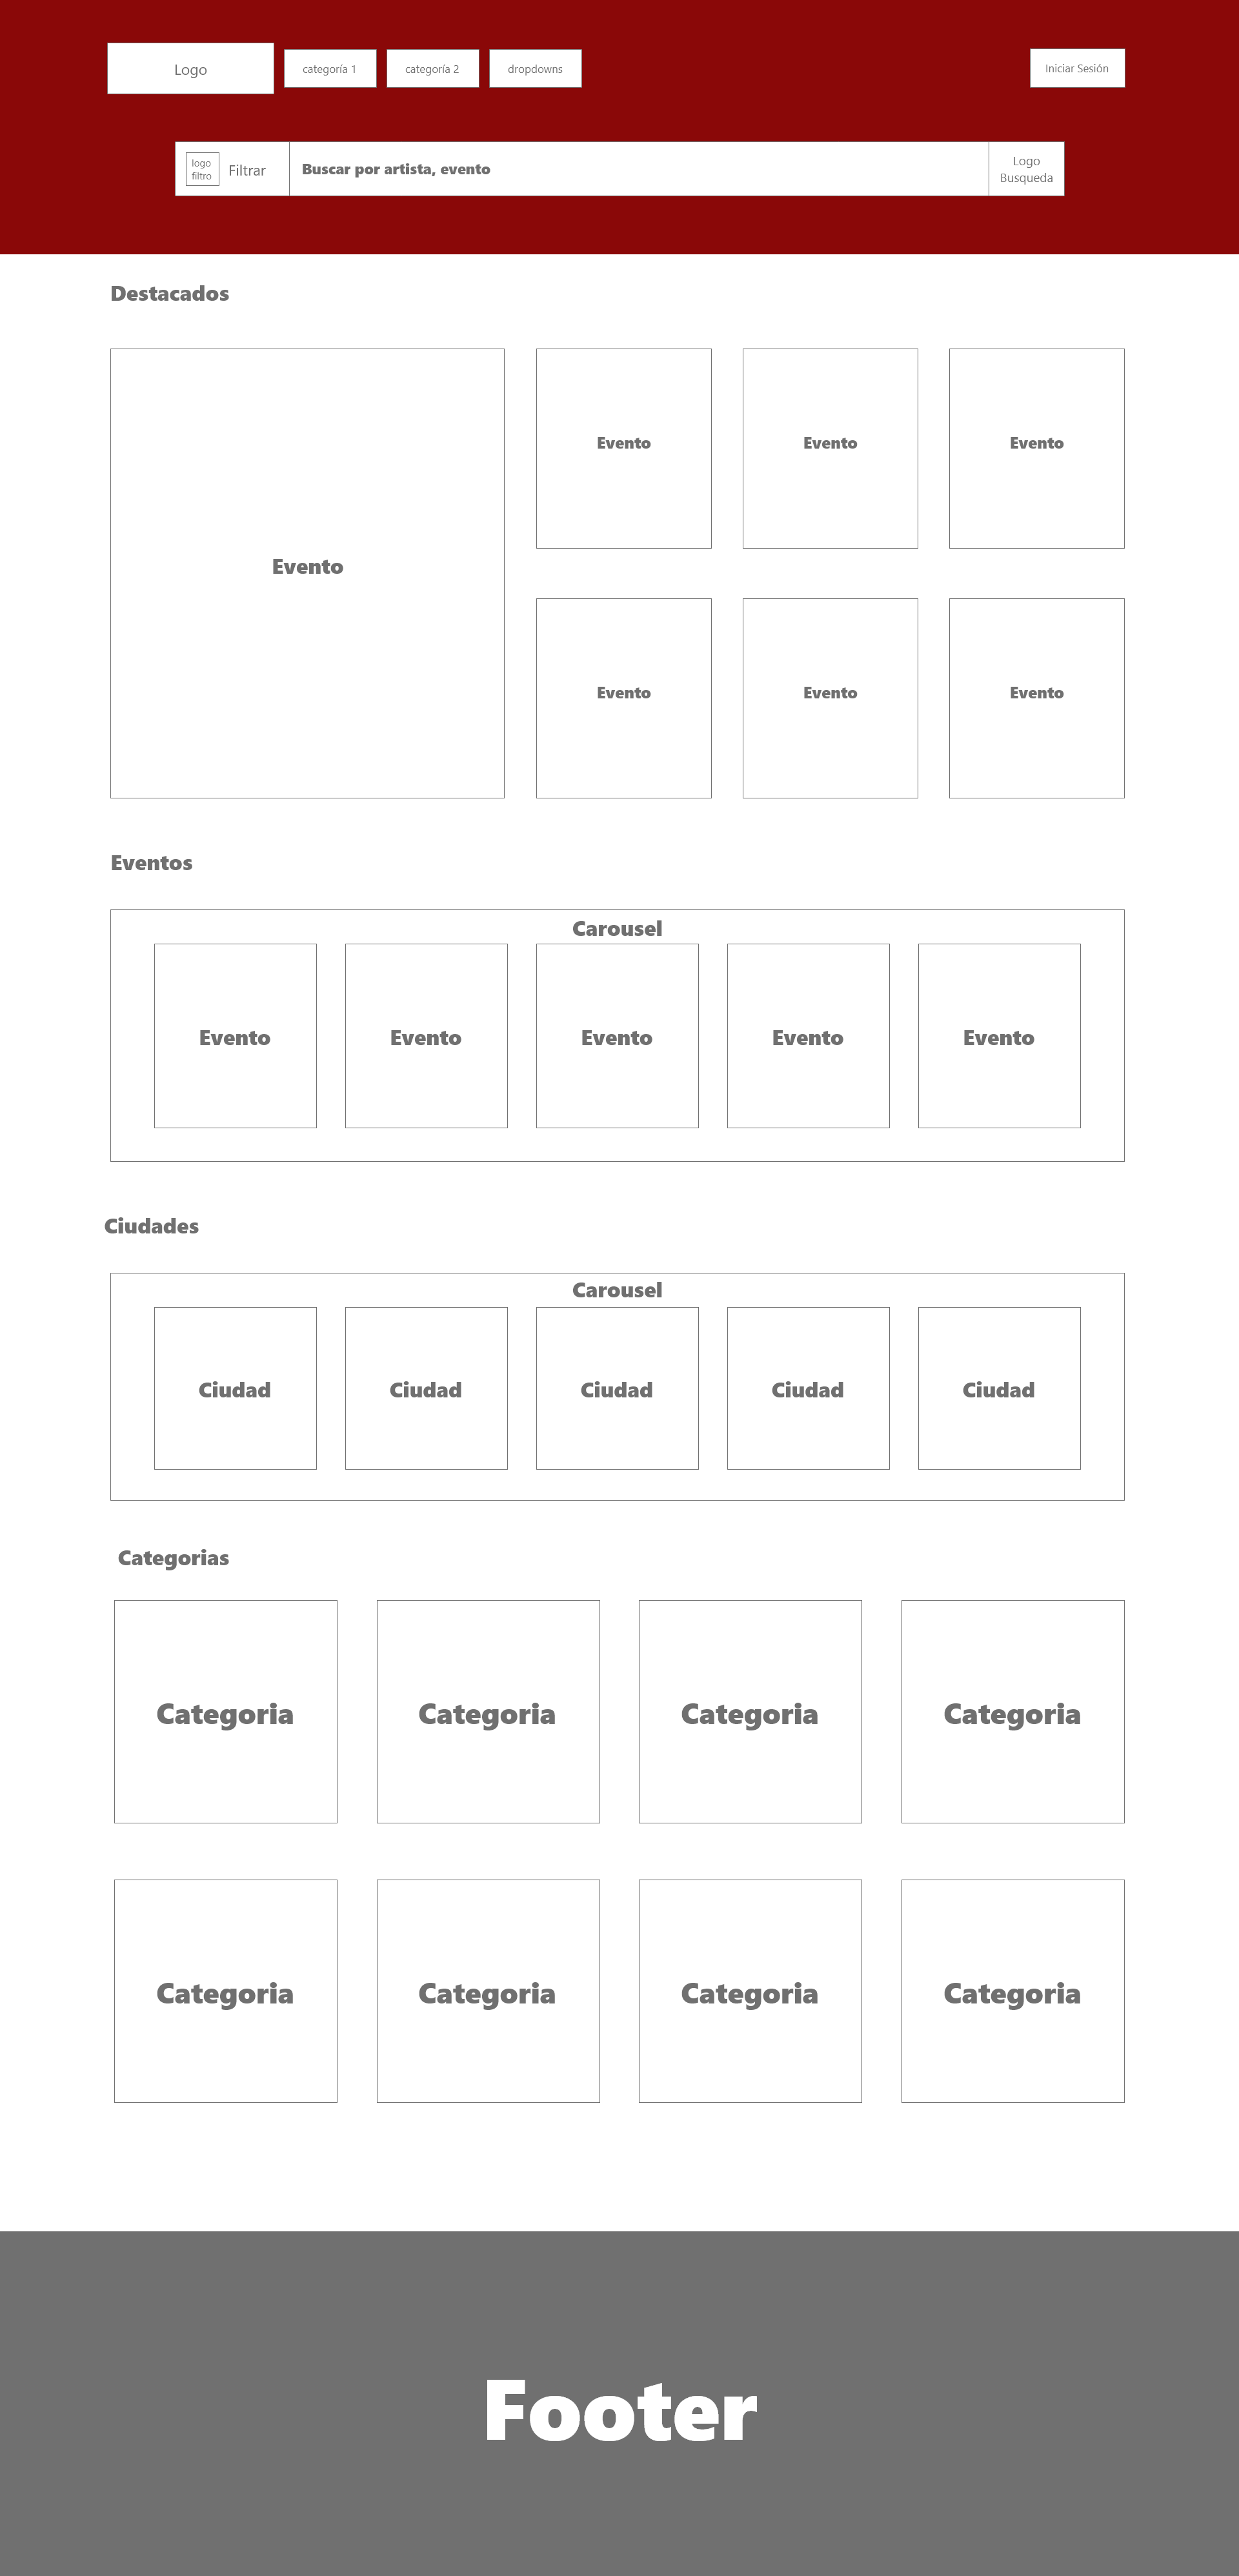 Logo
categoría 1
categoría 2
dropdowns
Iniciar Sesión
logo
filtro
Filtrar
Buscar por artista, evento
Logo
Busqueda
Destacados
Evento
Evento
Evento
Evento
Evento
Evento
Evento
Eventos
Carousel
Evento
Evento
Evento
Evento
Evento
Ciudades
Carousel
Ciudad
Ciudad
Ciudad
Ciudad
Ciudad
Categorias
Categoria
Categoria
Categoria
Categoria
Categoria
Categoria
Categoria
Categoria
Footer